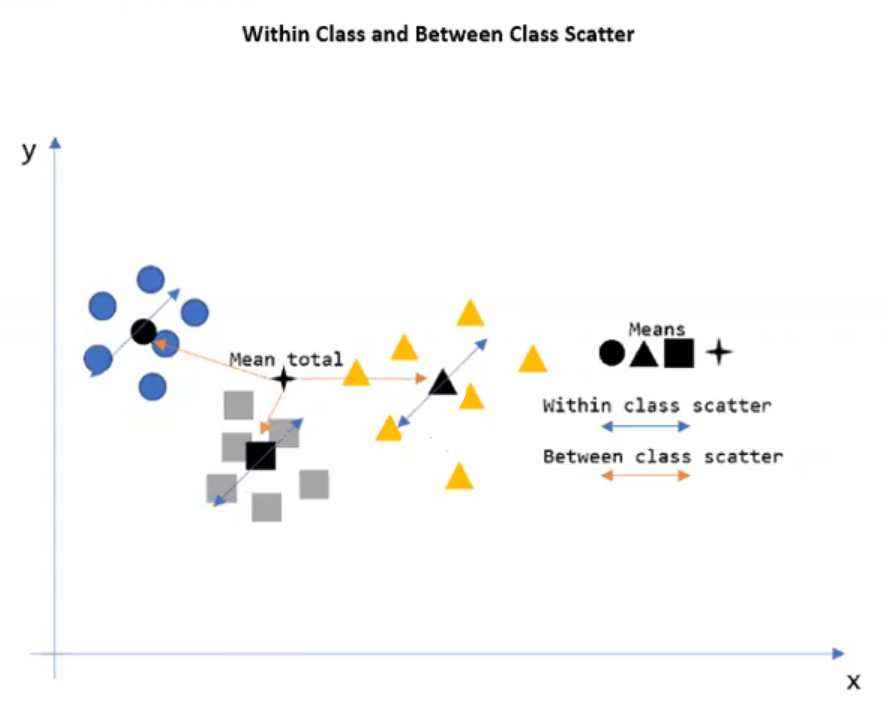 Within Class and Between Class Scatter
y
Mean total
Means
Within class scatter
Between class scatter
x